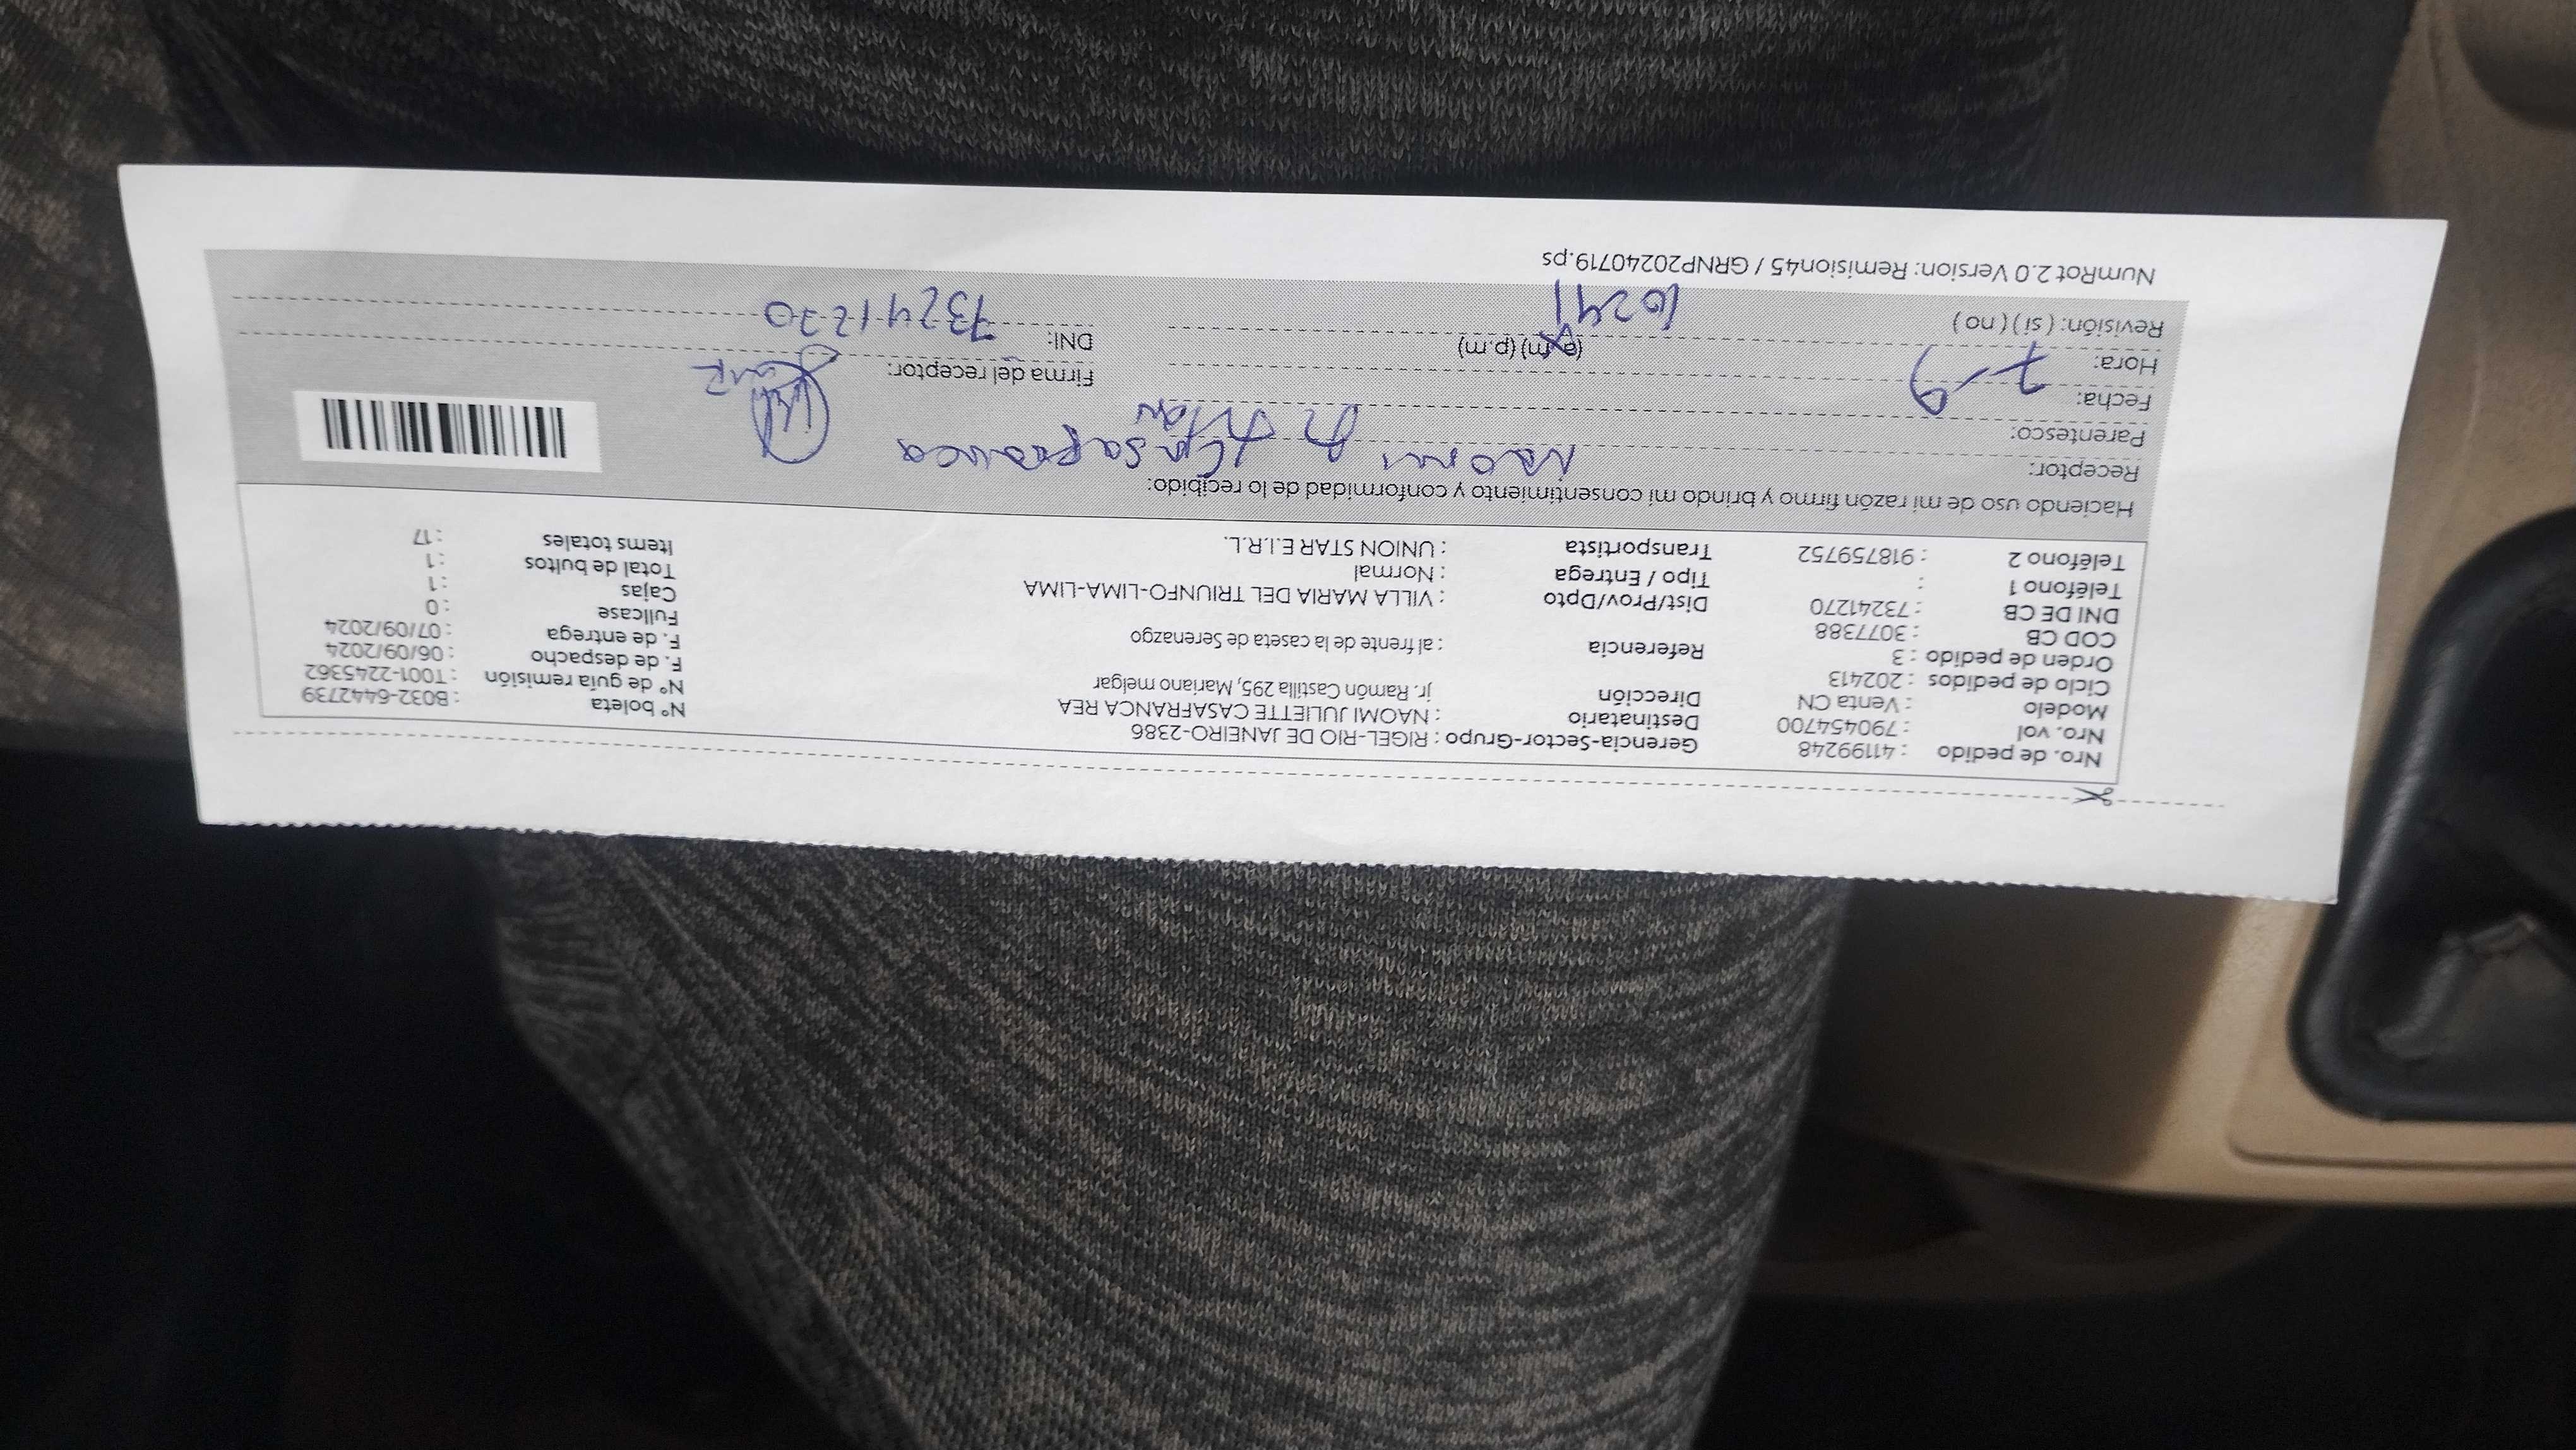 Nro. de pedido : 41199248 Gerencia-Sector-Grupo : RIGEL-RIO DE JANEIRO-2386 N° boleta : B032-6442739
Nro. vol : 790454700 Destinatario : NAOMI JULIETTE CASAFRANCA REA N° de guía remisión : T001-2245362
Modelo : Venta CN Dirección jr. Ramón Castilla 295, Mariano melgar F. de despacho : 06/09/2024
Ciclo de pedidos : 202413 F. de entrega : 07/09/2024
Orden de pedido : 3 Referencia : al frente de la caseta de Serenazgo Fullcase : 0
COD CB : 3077388 Cajas : 1
DNI DE CB : 73241270 Dist/Prov/Dpto : VILLA MARIA DEL TRIUNFO-LIMA-LIMA Total de bultos : 1
Teléfono 1 : Tipo / Entrega : Normal Items totales : 17
Teléfono 2 : 918759752 Transportista : UNION STAR E.I.R.L.
Haciendo uso de mi razón firmo y brindo mi consentimiento y conformidad de lo recibido:
Receptor: Naomi Casafranca
Parentesco:
Fecha: 7-9 Firma del receptor:
Hora: (a.m) (p.m) DNI: 73241270
Revisión: (si) (no)
NumRot 2.0 Version: Remision45 / GRNP20240719.ps